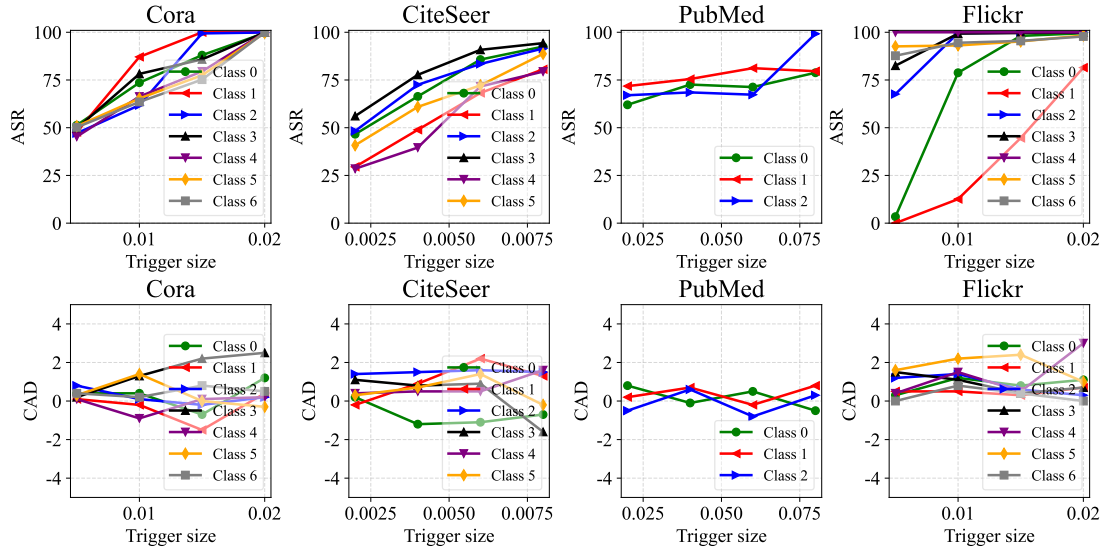 Cora
CiteSeer
PubMed
Flickr
ASR
100
75
50
25
0
0.01
0.02
Trigger size
Class 0
Class 1
Class 2
Class 3
Class 4
Class 5
Class 6
ASR
100
75
50
25
0
0.0025
0.0050
0.0075
Trigger size
Class 0
Class 1
Class 2
Class 3
Class 4
Class 5
ASR
100
75
50
25
0
0.025
0.050
0.075
Trigger size
Class 0
Class 1
Class 2
ASR
100
75
50
25
0
0.01
0.02
Trigger size
Class 0
Class 1
Class 2
Class 3
Class 4
Class 5
Class 6
Cora
CiteSeer
PubMed
Flickr
CAD
4
2
0
-2
-4
0.01
0.02
Trigger size
Class 0
Class 1
Class 2
Class 3
Class 4
Class 5
Class 6
CAD
4
2
0
-2
-4
0.0025
0.0050
0.0075
Trigger size
Class 0
Class 1
Class 2
Class 3
Class 4
Class 5
CAD
4
2
0
-2
-4
0.025
0.050
0.075
Trigger size
Class 0
Class 1
Class 2
CAD
4
2
0
-2
-4
0.01
0.02
Trigger size
Class 0
Class 1
Class 2
Class 3
Class 4
Class 5
Class 6